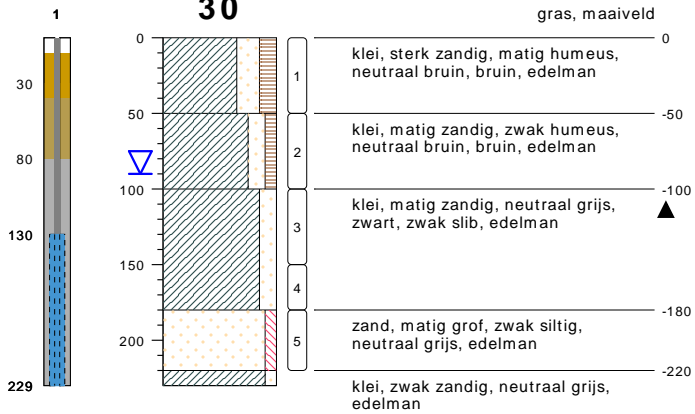 30
1
gras, maaiveld
0
50
100
150
200
30
80
130
229
1
2
3
4
5
klei, sterk zandig, matig humeus,
neutraal bruin, bruin, edelman
klei, matig zandig, zwak humeus,
neutraal bruin, bruin, edelman
klei, matig zandig, neutraal grijs,
zwart, zwak slib, edelman
zand, matig grof, zwak siltig,
neutraal grijs, edelman
klei, zwak zandig, neutraal grijs,
edelman
0
-50
-100
-180
-220